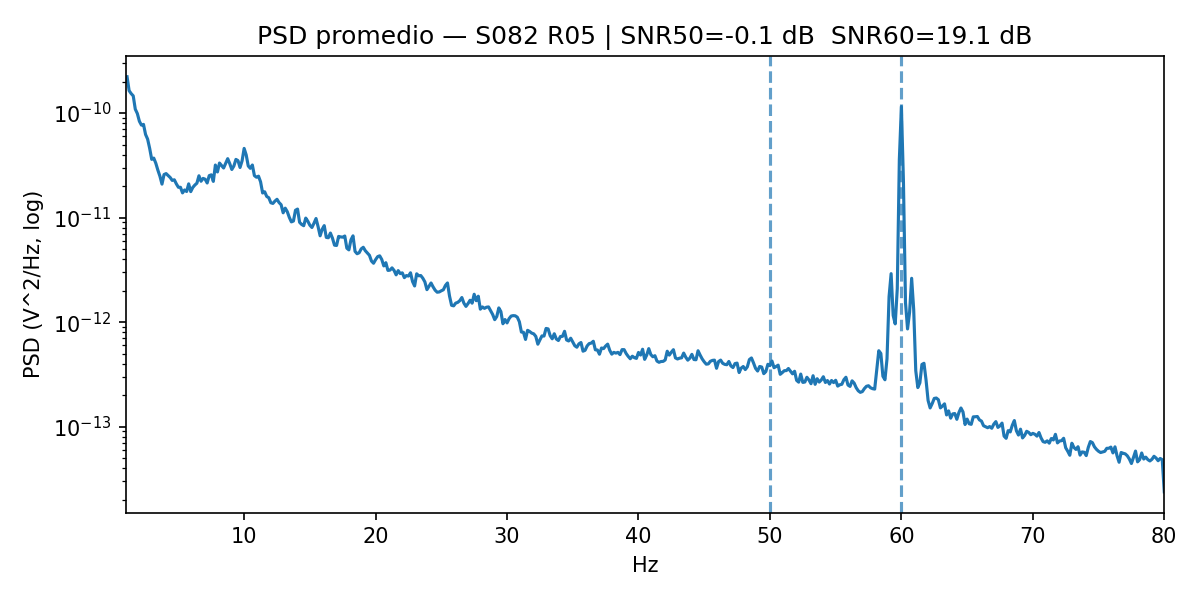 PSD promedio — S082 R05 | SNR50=-0.1 dB  SNR60=19.1 dB
PSD (V^2/Hz, log)
10⁻¹⁰
10⁻¹¹
10⁻¹²
10⁻¹³
10 20 30 40 50 60 70 80
Hz